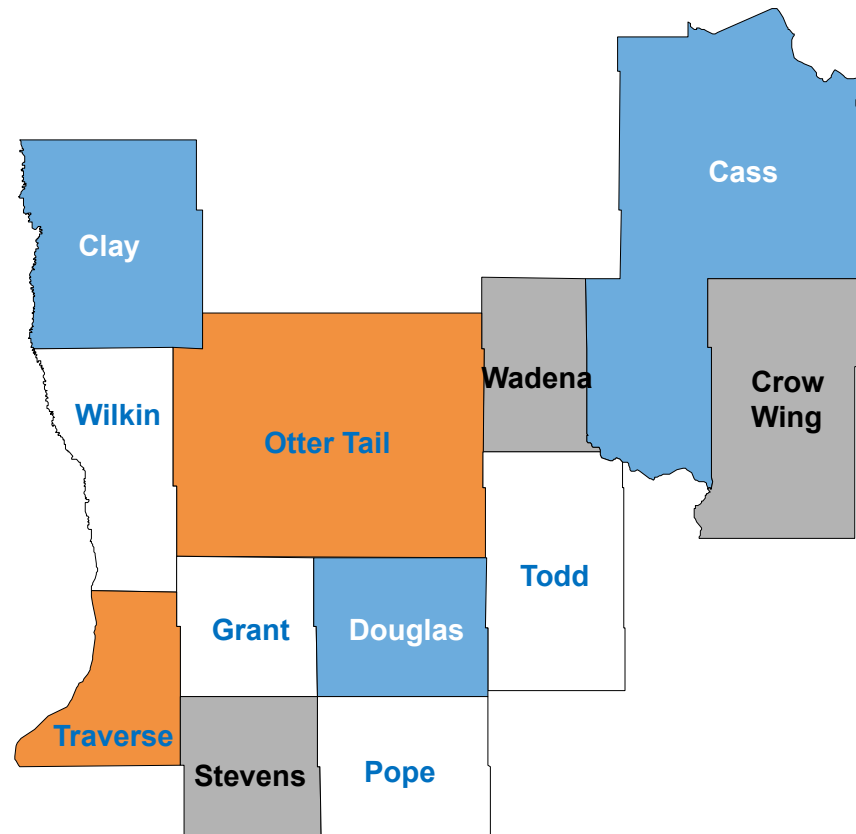 Cass
Clay
Wadena
Crow
Wing
Wilkin
Otter Tail
Todd
Grant
Douglas
Traverse
Stevens
Pope